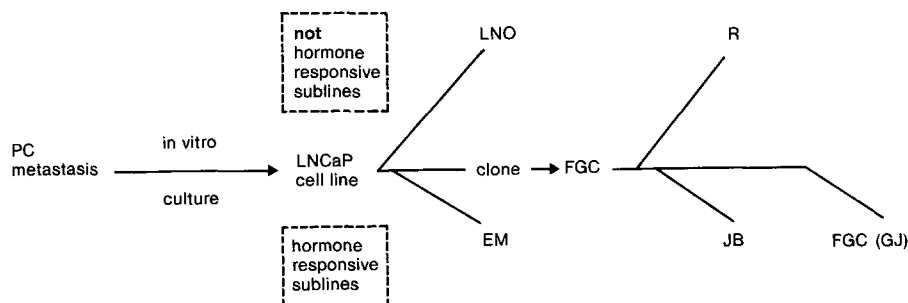 not
hormone
responsive
sublines
LNO
R
PC
metastasis
in vitro
culture
LNCaP
cell line
clone
FGC
EM
JB
FGC (GJ)
hormone
responsive
sublines